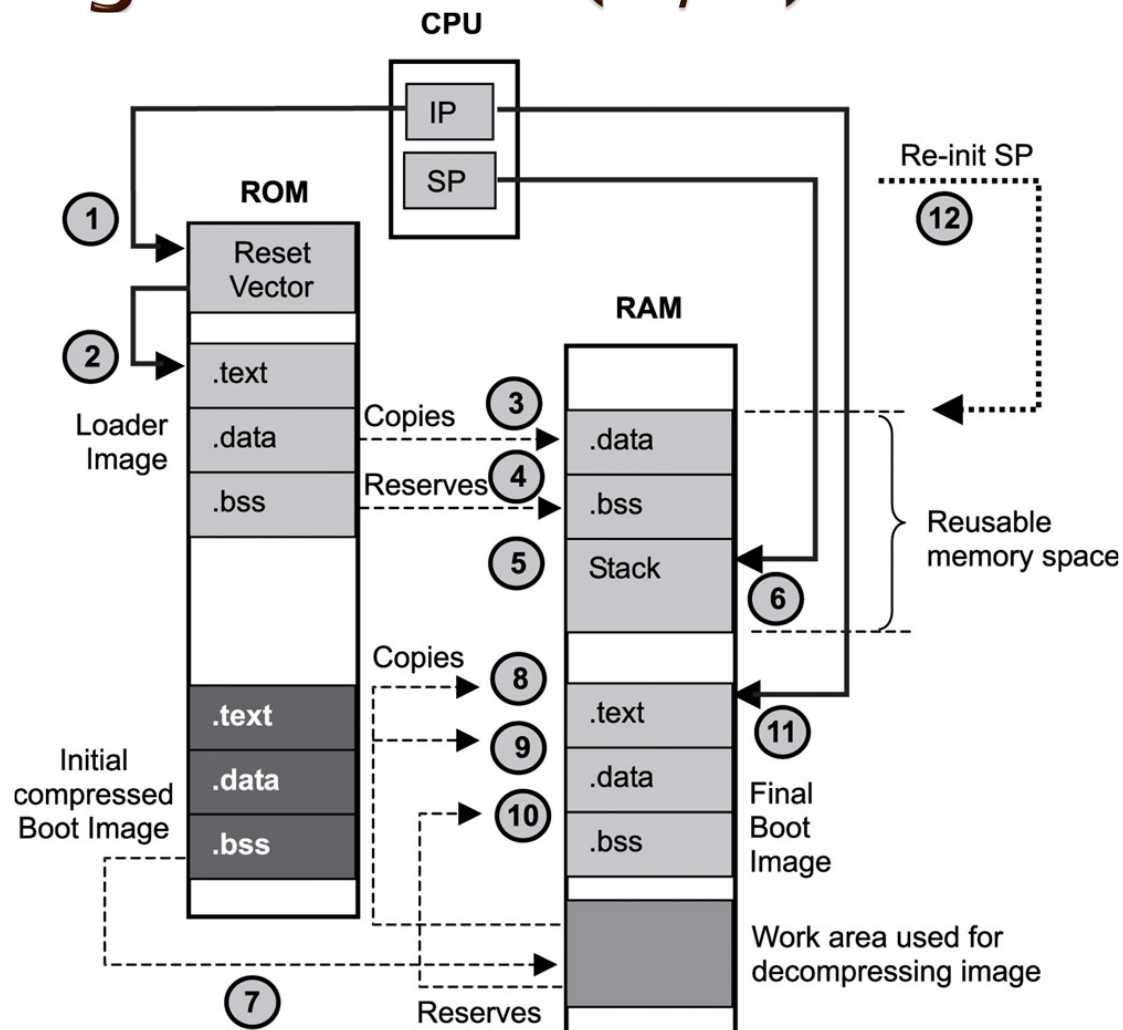 CPU
IP
SP
Re-init SP
12
ROM
1
Reset
Vector
RAM
2
.text
Loader
Image
Copies
3
.data
.data
Reserves
4
.bss
.bss
5
Stack
6
Reusable
memory space
Copies
8
.text
.text
11
9
Initial
compressed
Boot Image
.data
.data
Final
Boot
Image
10
.bss
.bss
Work area used for
decompressing image
7
Reserves